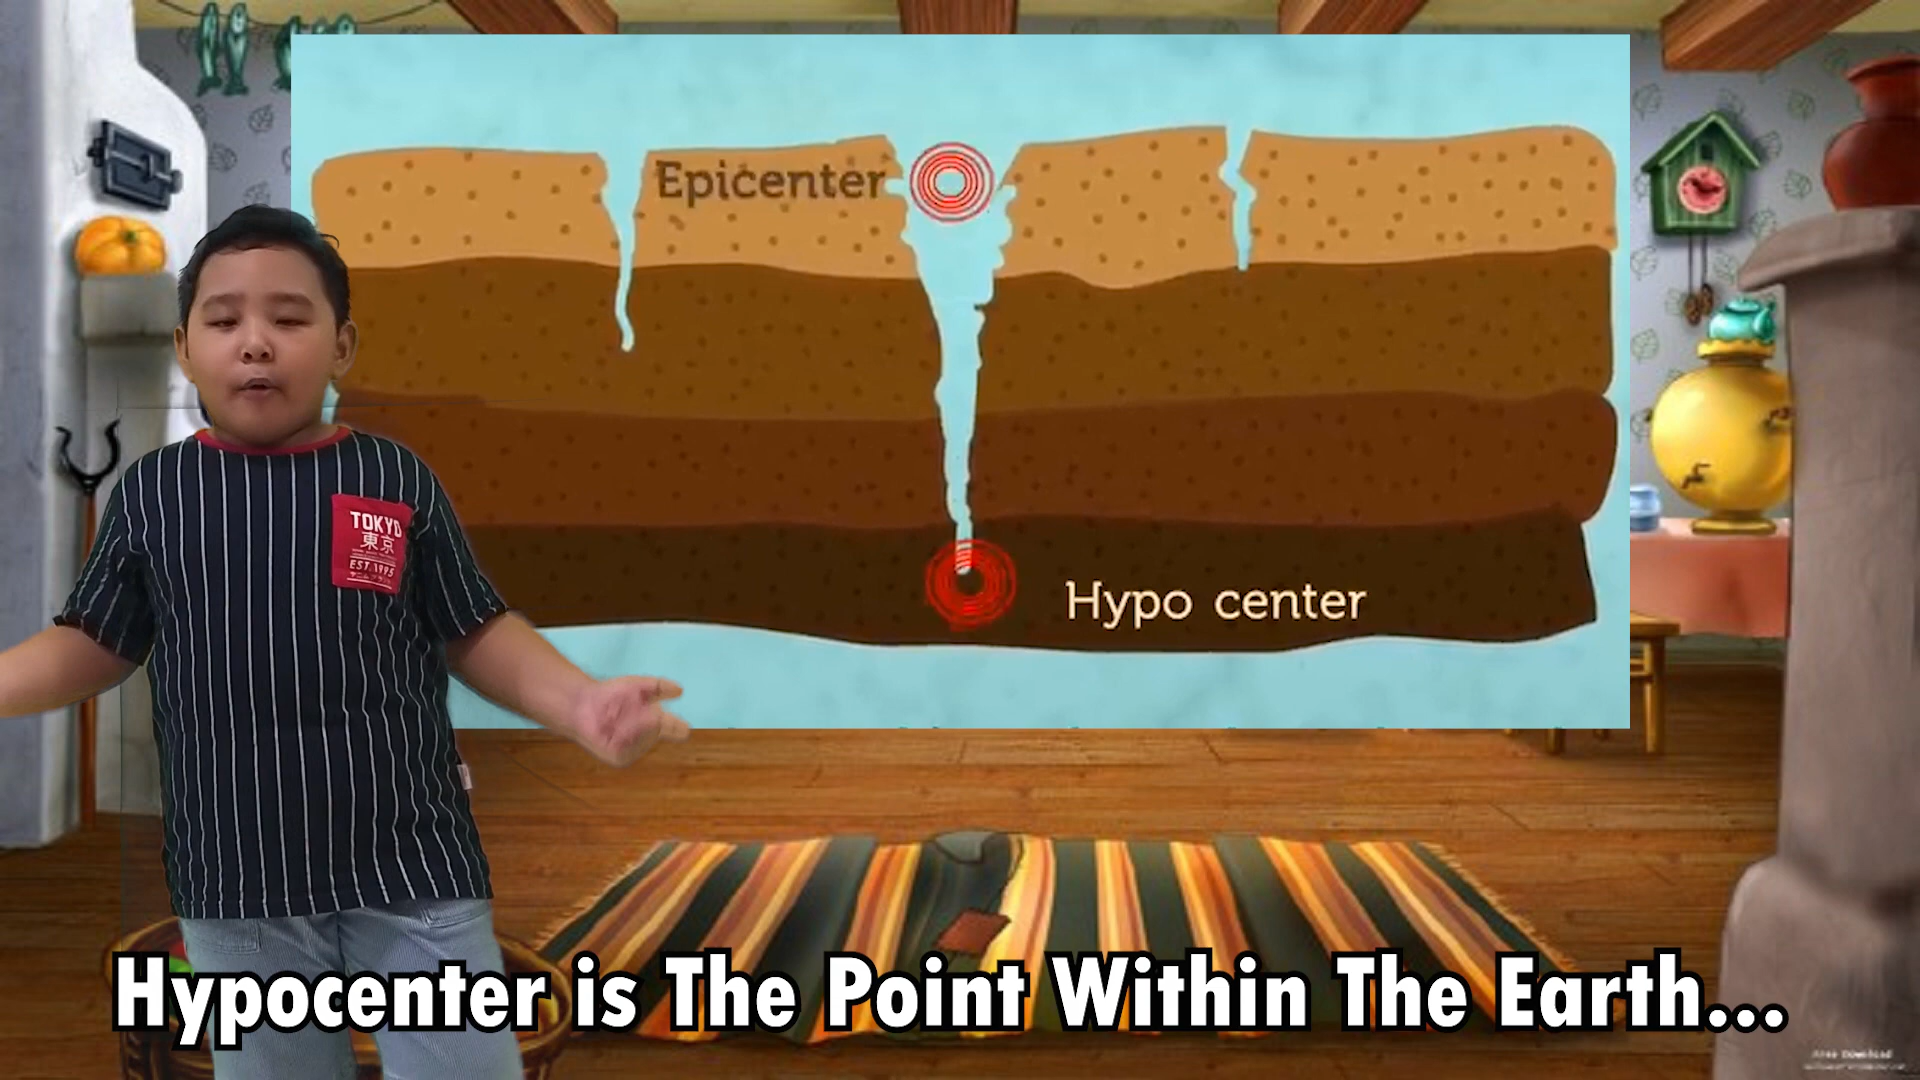 Epicenter
TOKYO
東京
EST.1995
Hypo center
Hypocenter is The Point Within The Earth...